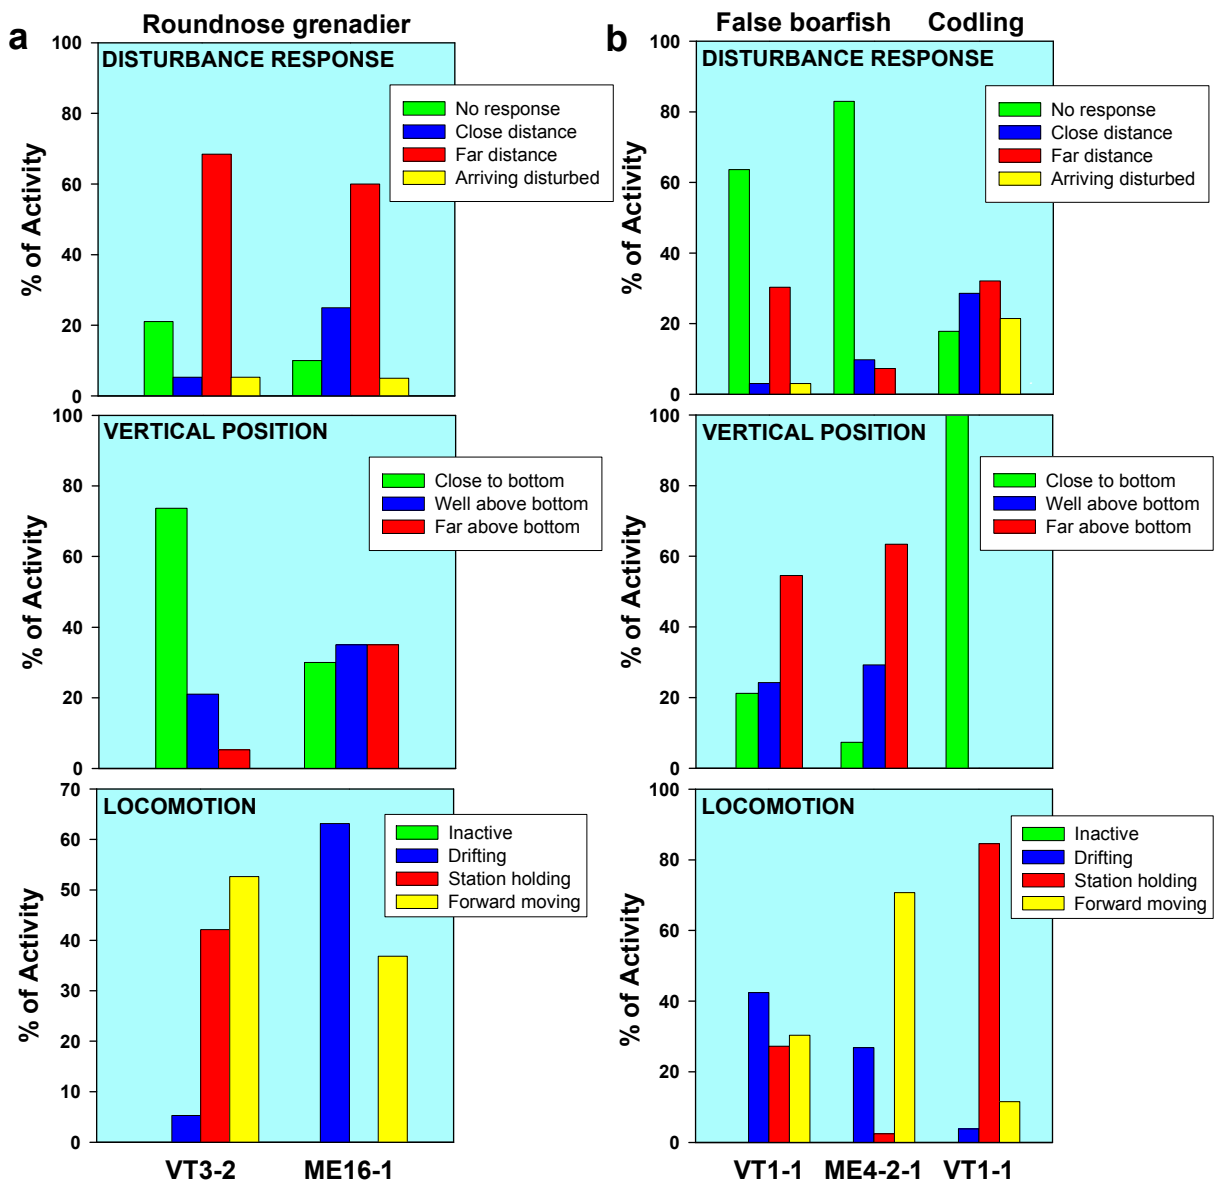 a
Roundnose grenadier
DISTURBANCE RESPONSE
No response
Close distance
Far distance
Arriving disturbed
% of Activity
100
80
60
40
20
0
VERTICAL POSITION
Close to bottom
Well above bottom
Far above bottom
% of Activity
100
80
60
40
20
0
LOCOMOTION
Inactive
Drifting
Station holding
Forward moving
% of Activity
70
60
50
40
30
20
10
0
VT3-2 ME16-1
b
False boarfish Codling
DISTURBANCE RESPONSE
No response
Close distance
Far distance
Arriving disturbed
% of Activity
100
80
60
40
20
0
VERTICAL POSITION
Close to bottom
Well above bottom
Far above bottom
% of Activity
100
80
60
40
20
0
LOCOMOTION
Inactive
Drifting
Station holding
Forward moving
% of Activity
100
80
60
40
20
0
VT1-1 ME4-2-1 VT1-1